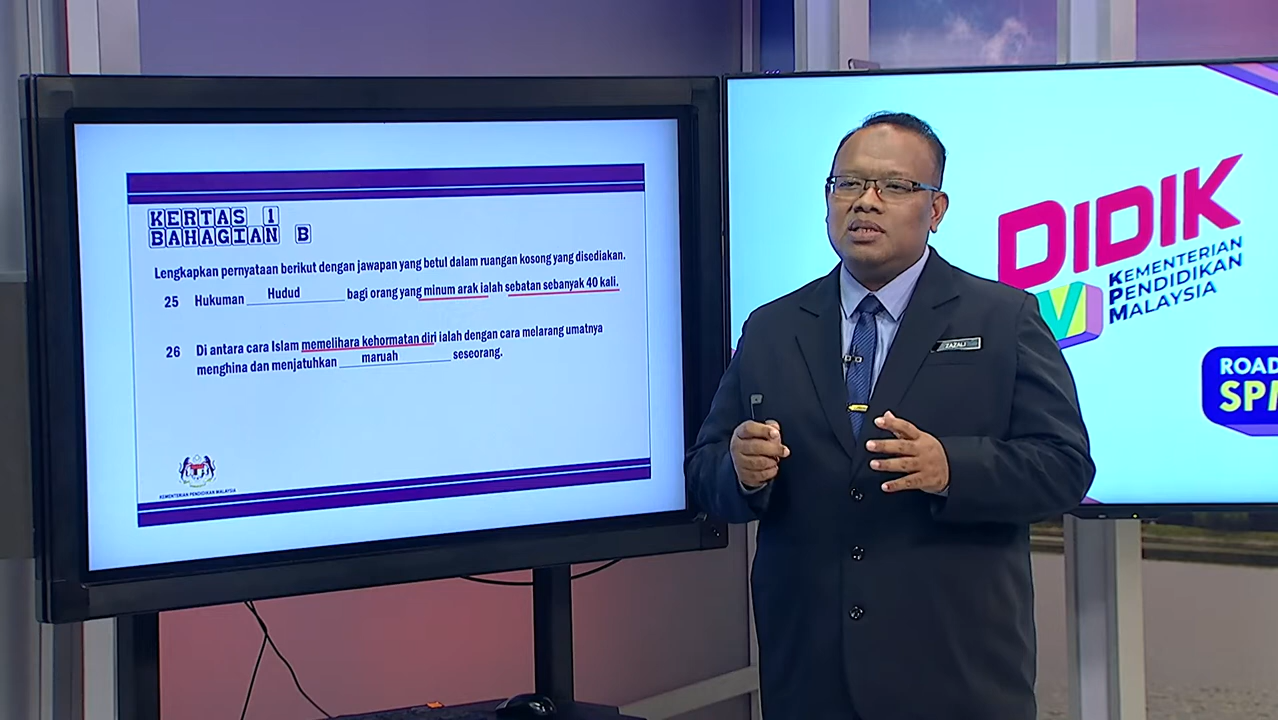 KERTAS 1
BAHAGIAN B
Lengkapkan pernyataan berikut dengan jawapan yang betul dalam ruangan kosong yang disediakan.
25 Hukuman Hudud bagi orang yang minum arak ialah sebatan sebanyak 40 kali.
26 Di antara cara Islam memelihara kehormatan diri ialah dengan cara melarang umatnya
menghina dan menjatuhkan maruah seseorang.
KEMENTERIAN PENDIDIKAN MALAYSIA
DIDIK
TV
KEMENTERIAN
PENDIDIKAN
MALAYSIA
ZAZALI
ROAD
SPM